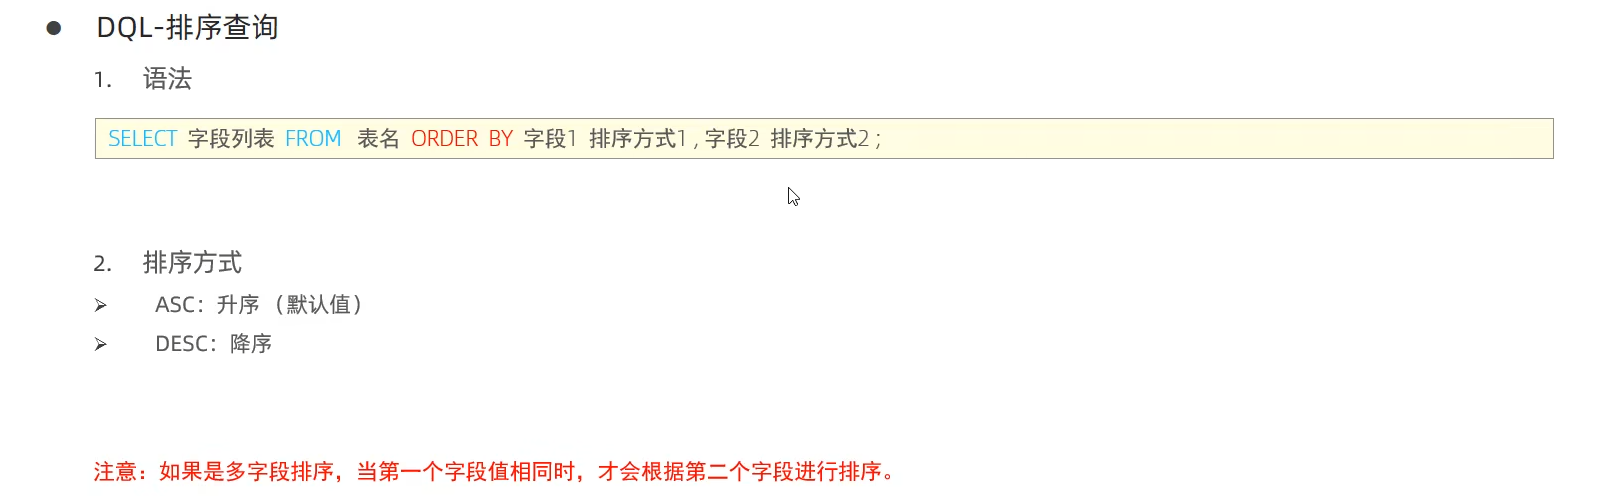 DQL-排序查询
1. 语法
SELECT 字段列表 FROM 表名 ORDER BY 字段1 排序方式1 , 字段2 排序方式2 ;
2. 排序方式
ASC：升序（默认值）
DESC：降序
注意：如果是多字段排序，当第一个字段值相同时，才会根据第二个字段进行排序。